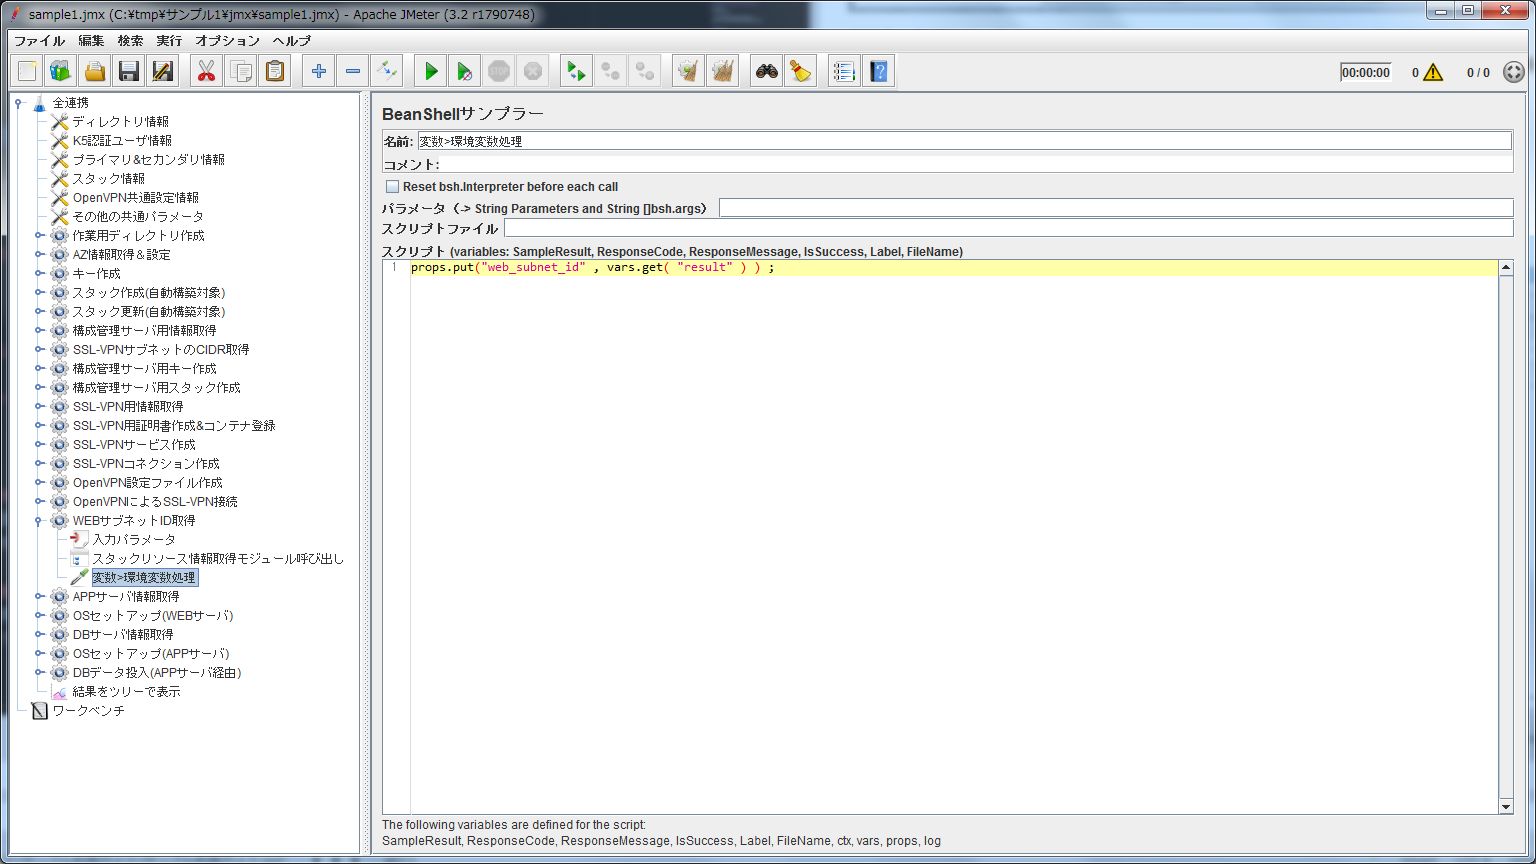 sample1.jmx (C:¥tmp¥サンプル1¥jmx¥sample1.jmx) - Apache JMeter (3.2 r1790748)
ファイル 編集 検索 実行 オプション ヘルプ
STOP 00:00:00 0 0 / 0
全連携
ディレクトリ情報
K5認証ユーザ情報
プライマリ&セカンダリ情報
スタック情報
OpenVPN共通設定情報
その他の共通パラメータ
作業用ディレクトリ作成
AZ情報取得＆設定
キー作成
スタック作成(自動構築対象)
スタック更新(自動構築対象)
構成管理サーバ用情報取得
SSL-VPNサブネットのCIDR取得
構成管理サーバ用キー作成
構成管理サーバ用スタック作成
SSL-VPN用情報取得
SSL-VPN用証明書作成&コンテナ登録
SSL-VPNサービス作成
SSL-VPNコネクション作成
OpenVPN設定ファイル作成
OpenVPNによるSSL-VPN接続
WEBサブネットID取得
入力パラメータ
スタックリソース情報取得モジュール呼び出し
変数>環境変数処理
APPサーバ情報取得
OSセットアップ(WEBサーバ)
DBサーバ情報取得
OSセットアップ(APPサーバ)
DBデータ投入(APPサーバ経由)
結果をツリーで表示
ワークベンチ
BeanShellサンプラー
名前: 変数>環境変数処理
コメント:
Reset bsh.Interpreter before each call
パラメータ（-> String Parameters and String []bsh.args）
スクリプトファイル
スクリプト (variables: SampleResult, ResponseCode, ResponseMessage, IsSuccess, Label, FileName)
1 props.put("web_subnet_id" , vars.get( "result" ) ) ;
The following variables are defined for the script:
SampleResult, ResponseCode, ResponseMessage, IsSuccess, Label, FileName, ctx, vars, props, log